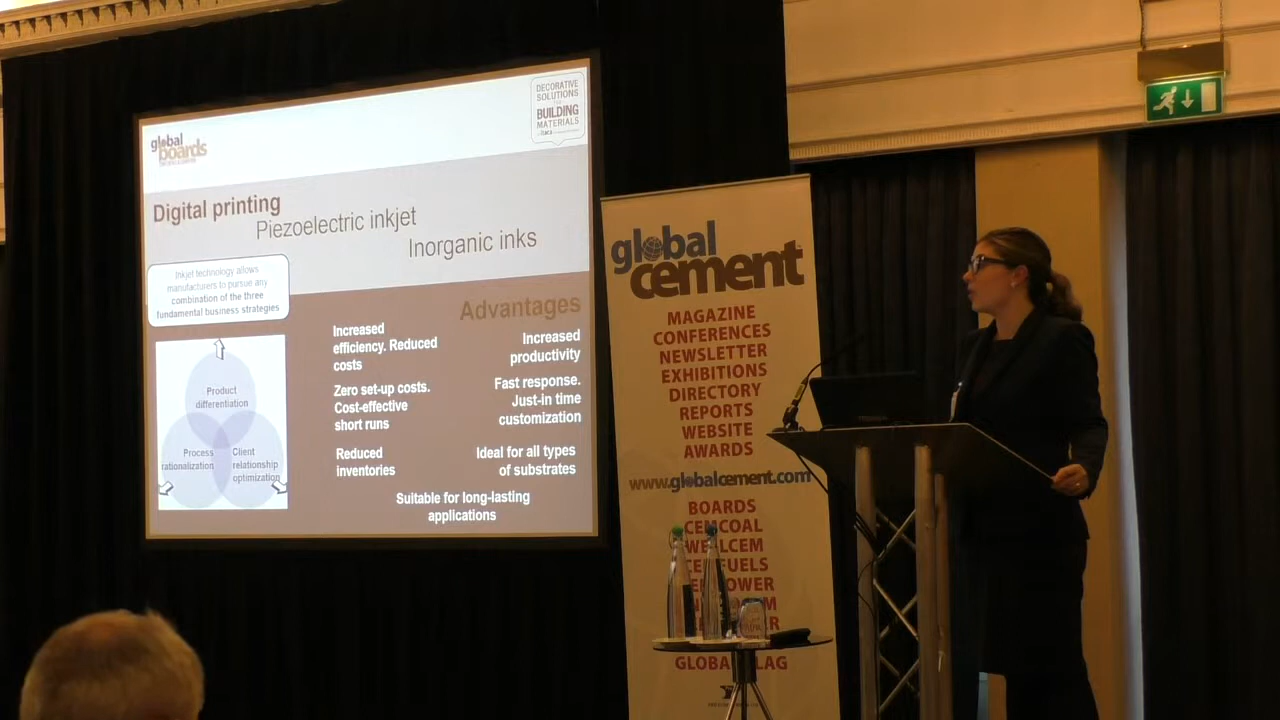 global
boards
DECORATIVE
SOLUTIONS
BUILDING
MATERIALS
Digital printing
Piezoelectric inkjet
Inorganic inks
Inkjet technology allows
manufacturers to pursue any
combination of the three
fundamental business strategies
Product
differentiation
Process
rationalization
Client
relationship
optimization
Advantages
Increased
efficiency. Reduced
costs
Increased
productivity
Zero set-up costs.
Cost-effective
short runs
Fast response.
Just-in time
customization
Reduced
inventories
Ideal for all types
of substrates
Suitable for long-lasting
applications
global
cement
MAGAZINE
CONFERENCES
NEWSLETTER
EXHIBITIONS
DIRECTORY
REPORTS
WEBSITE
AWARDS
www.globalcement.com
BOARDS
CEMCOAL
GLOBAL